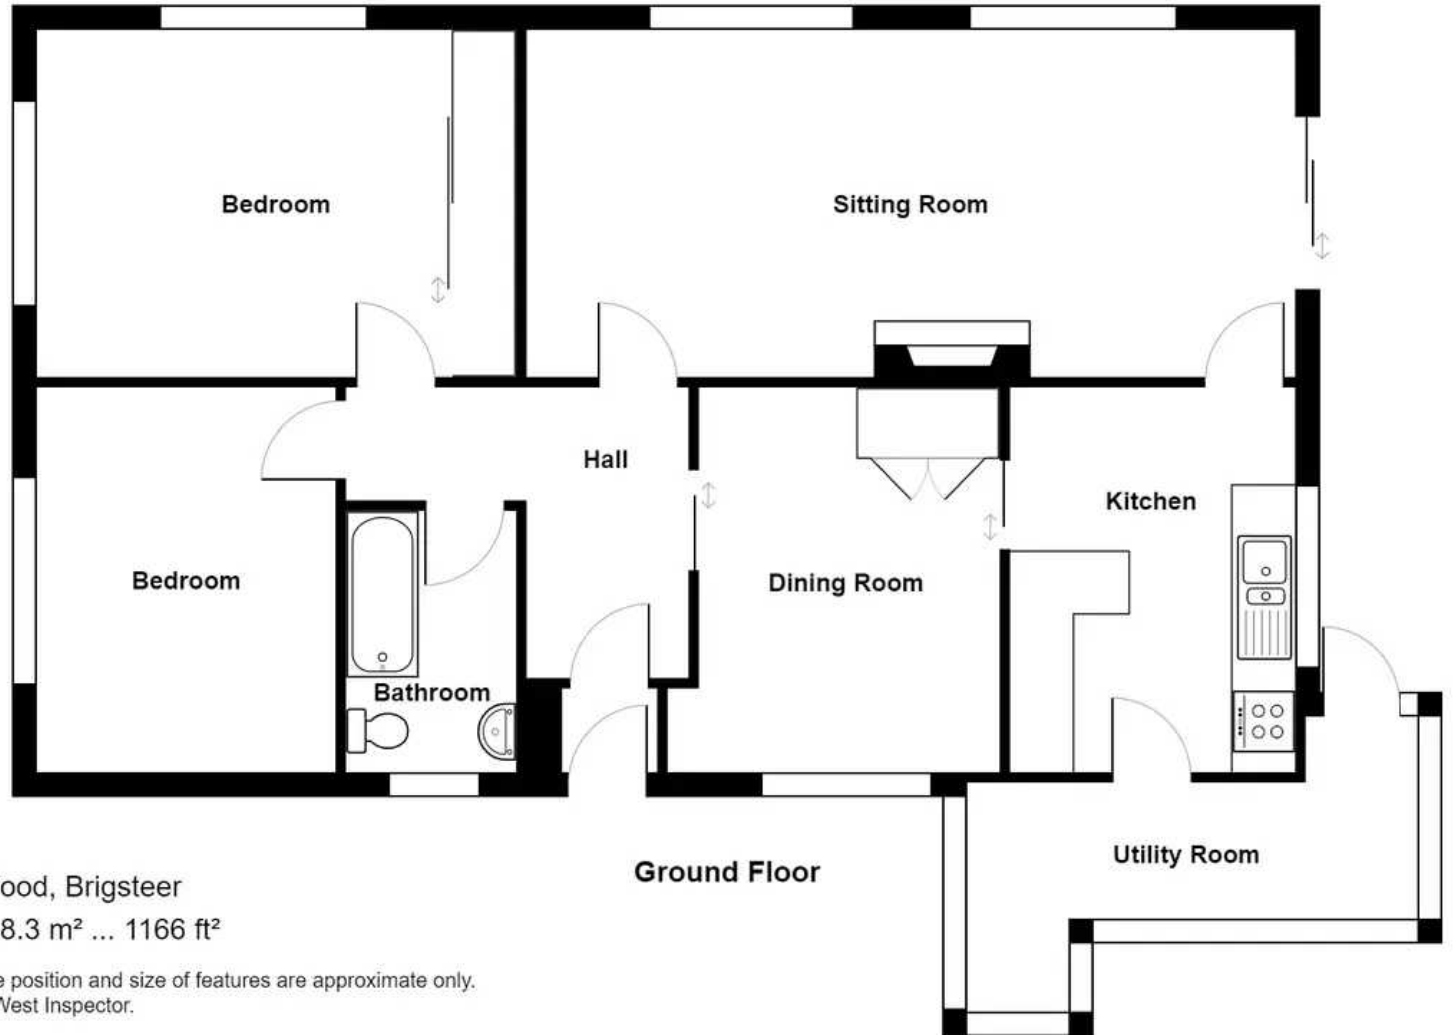 Bedroom
Sitting Room
Hall
Kitchen
Bedroom
Dining Room
Bathroom
Utility Room
Ground Floor
ood, Brigsteer
8.3 m² ... 1166 ft²
e position and size of features are approximate only.
West Inspector.